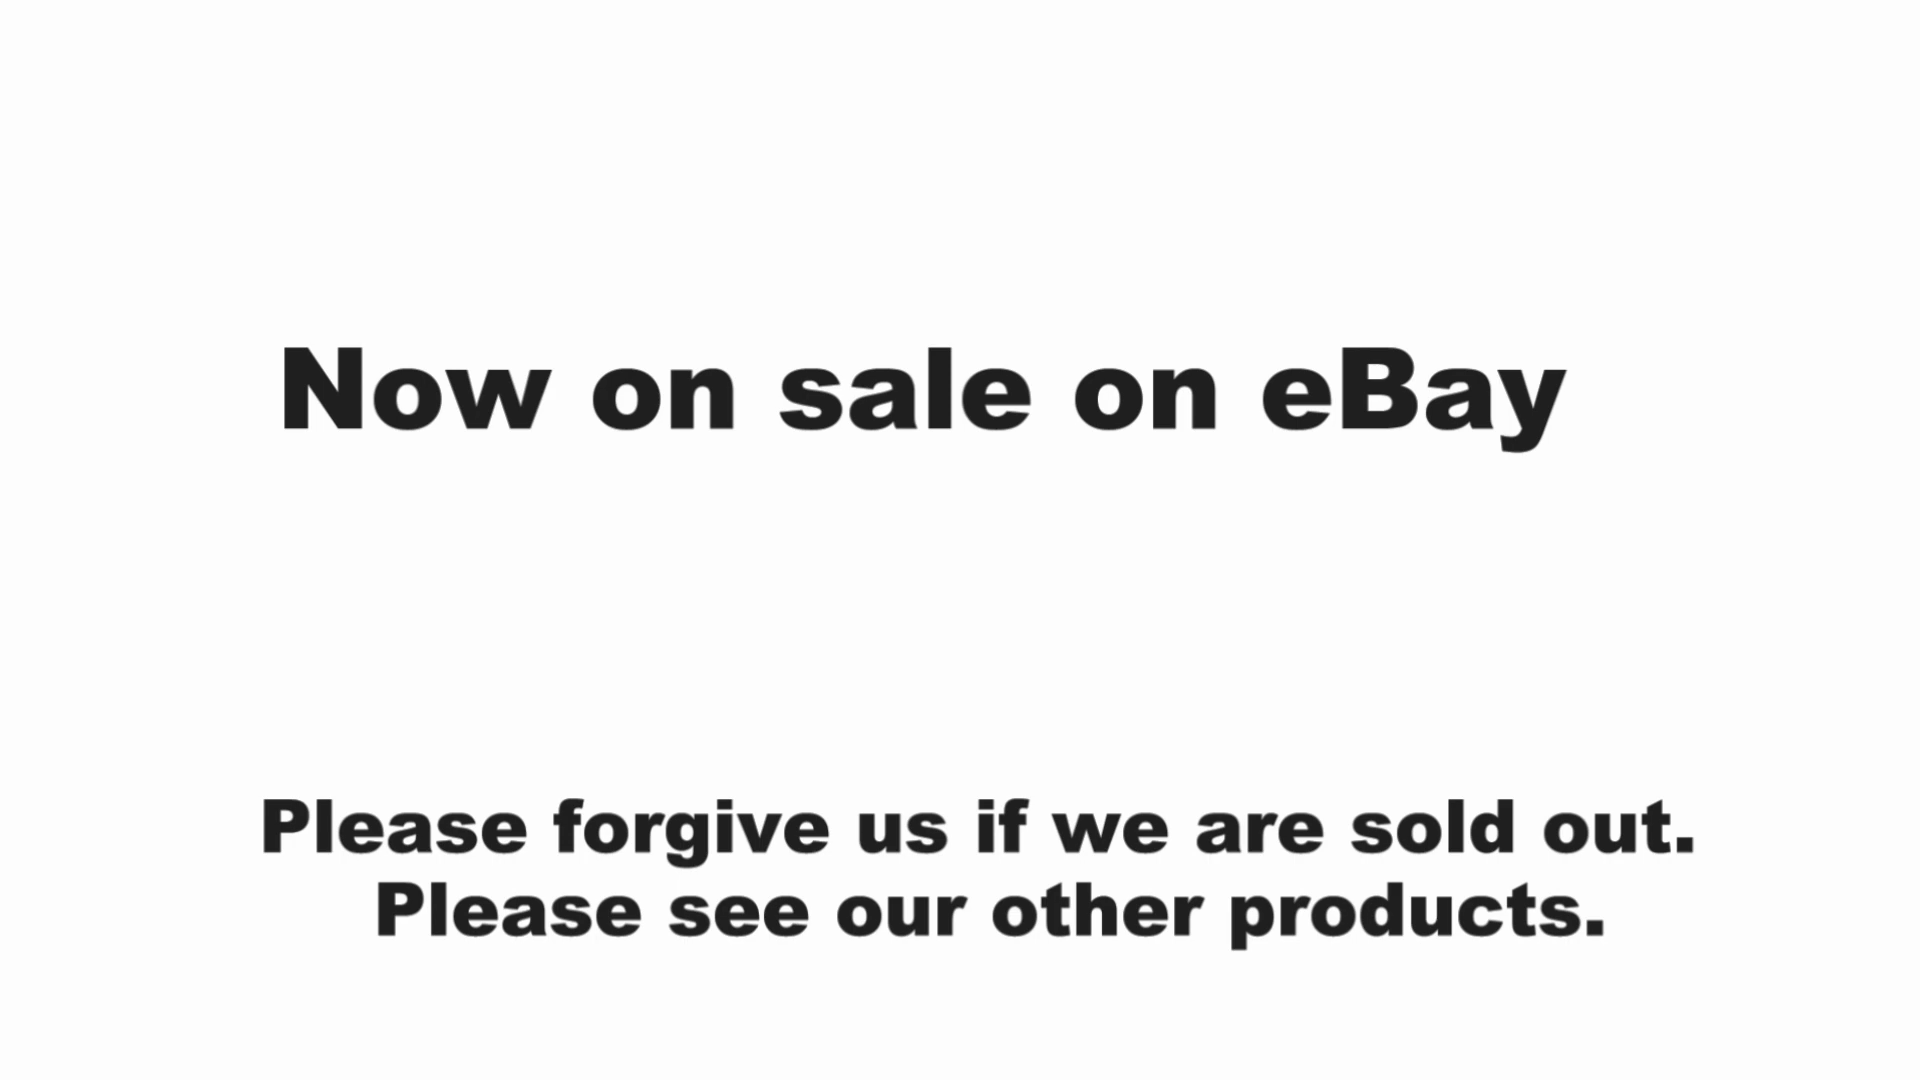 Now on sale on eBay
Please forgive us if we are sold out.
Please see our other products.